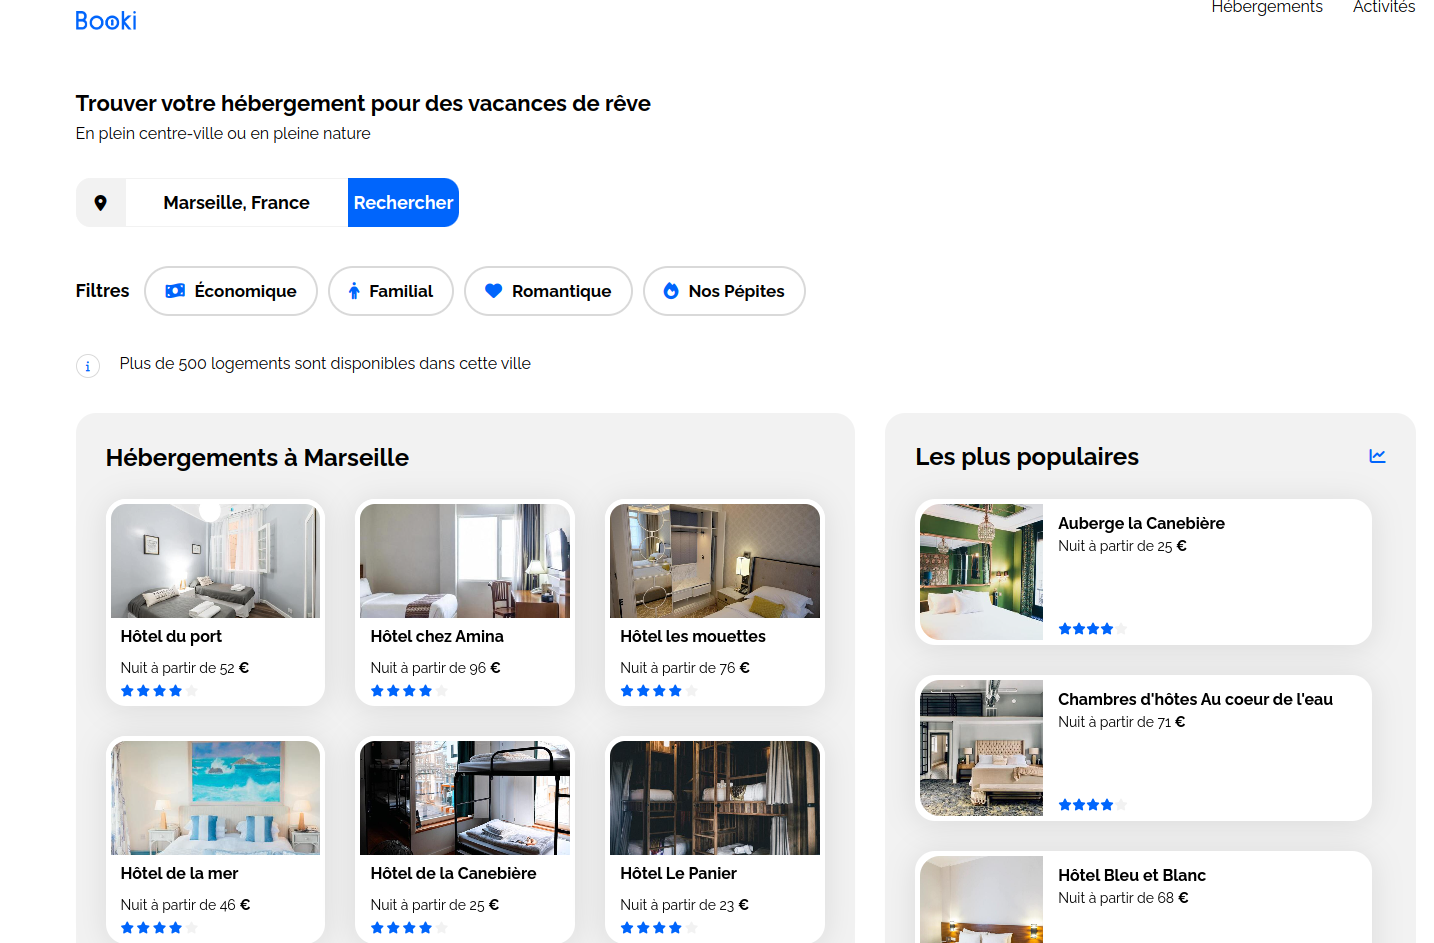 Booki
Hébergements
Activités
Trouver votre hébergement pour des vacances de rêve
En plein centre-ville ou en pleine nature
Marseille, France
Rechercher
Filtres
Économique
Familial
Romantique
Nos Pépites
Plus de 500 logements sont disponibles dans cette ville
Hébergements à Marseille
Hôtel du port
Nuit à partir de 52 €
Hôtel chez Amina
Nuit à partir de 96 €
Hôtel les mouettes
Nuit à partir de 76 €
Hôtel de la mer
Nuit à partir de 46 €
Hôtel de la Canebière
Nuit à partir de 25 €
Hôtel Le Panier
Nuit à partir de 23 €
Les plus populaires
Auberge la Canebière
Nuit à partir de 25 €
Chambres d'hôtes Au coeur de l'eau
Nuit à partir de 71 €
Hôtel Bleu et Blanc
Nuit à partir de 68 €